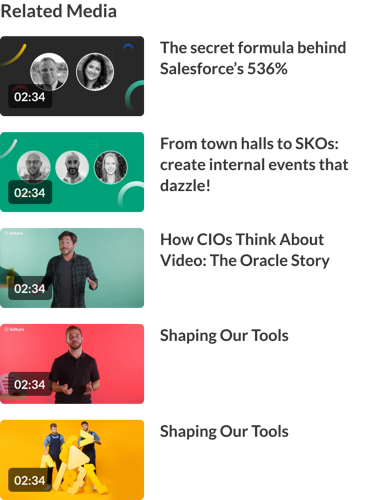 Related Media
02:34
The secret formula behind
Salesforce's 536%
02:34
From town halls to SKOs:
create internal events that
dazzle!
02:34
How CIOs Think About
Video: The Oracle Story
02:34
Shaping Our Tools
02:34
Shaping Our Tools